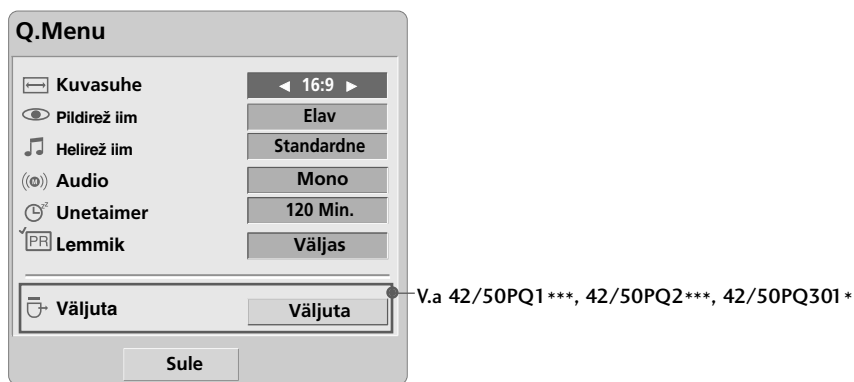 Q.Menu
Kuvasuhe ◄ 16:9 ►
Pildirež iim Elav
Helirež iim Standardne
Audio Mono
Unetaimer 120 Min.
PR Lemmik Väljas
Väljuta Väljuta
V.a 42/50PQ1***, 42/50PQ2***, 42/50PQ301*
Sule